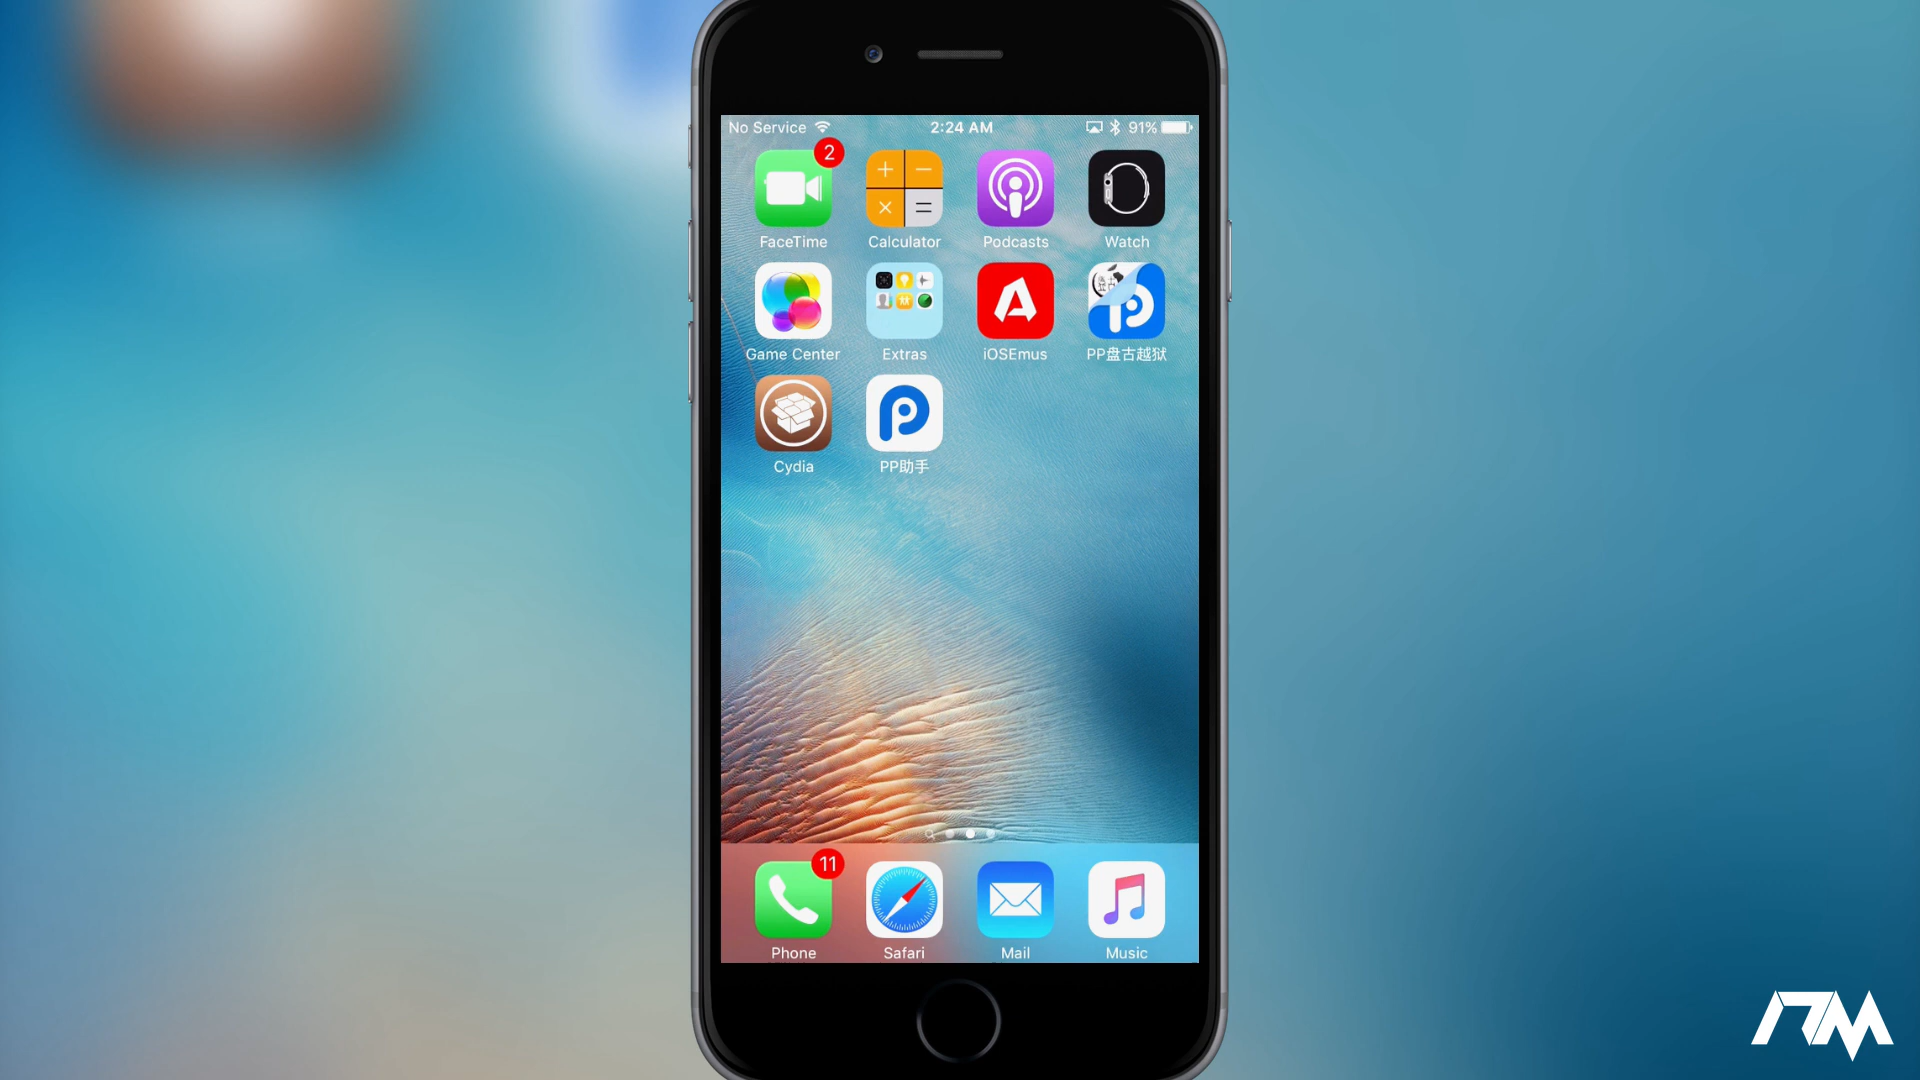 No Service 2:24 AM 91%
2
FaceTime Calculator Podcasts Watch
Game Center Extras iOSEmus PP盘古越狱
Cydia PP助手
11
Phone Safari Mail Music